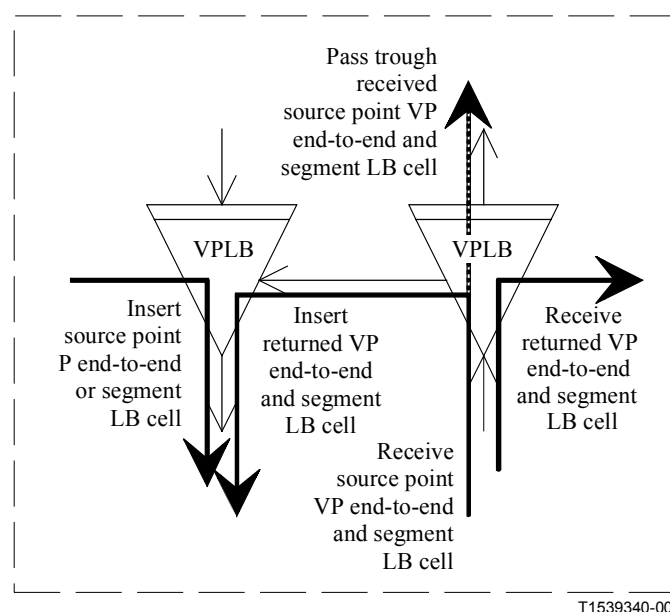 Pass trough
received
source point VP
end-to-end and
segment LB cell
VPLB
VPLB
Insert
source point
P end-to-end
or segment
LB cell
Insert
returned VP
end-to-end
and segment
LB cell
Receive
returned VP
end-to-end
and segment
LB cell
Receive
source point
VP end-to-end
and segment
LB cell
T1539340-00